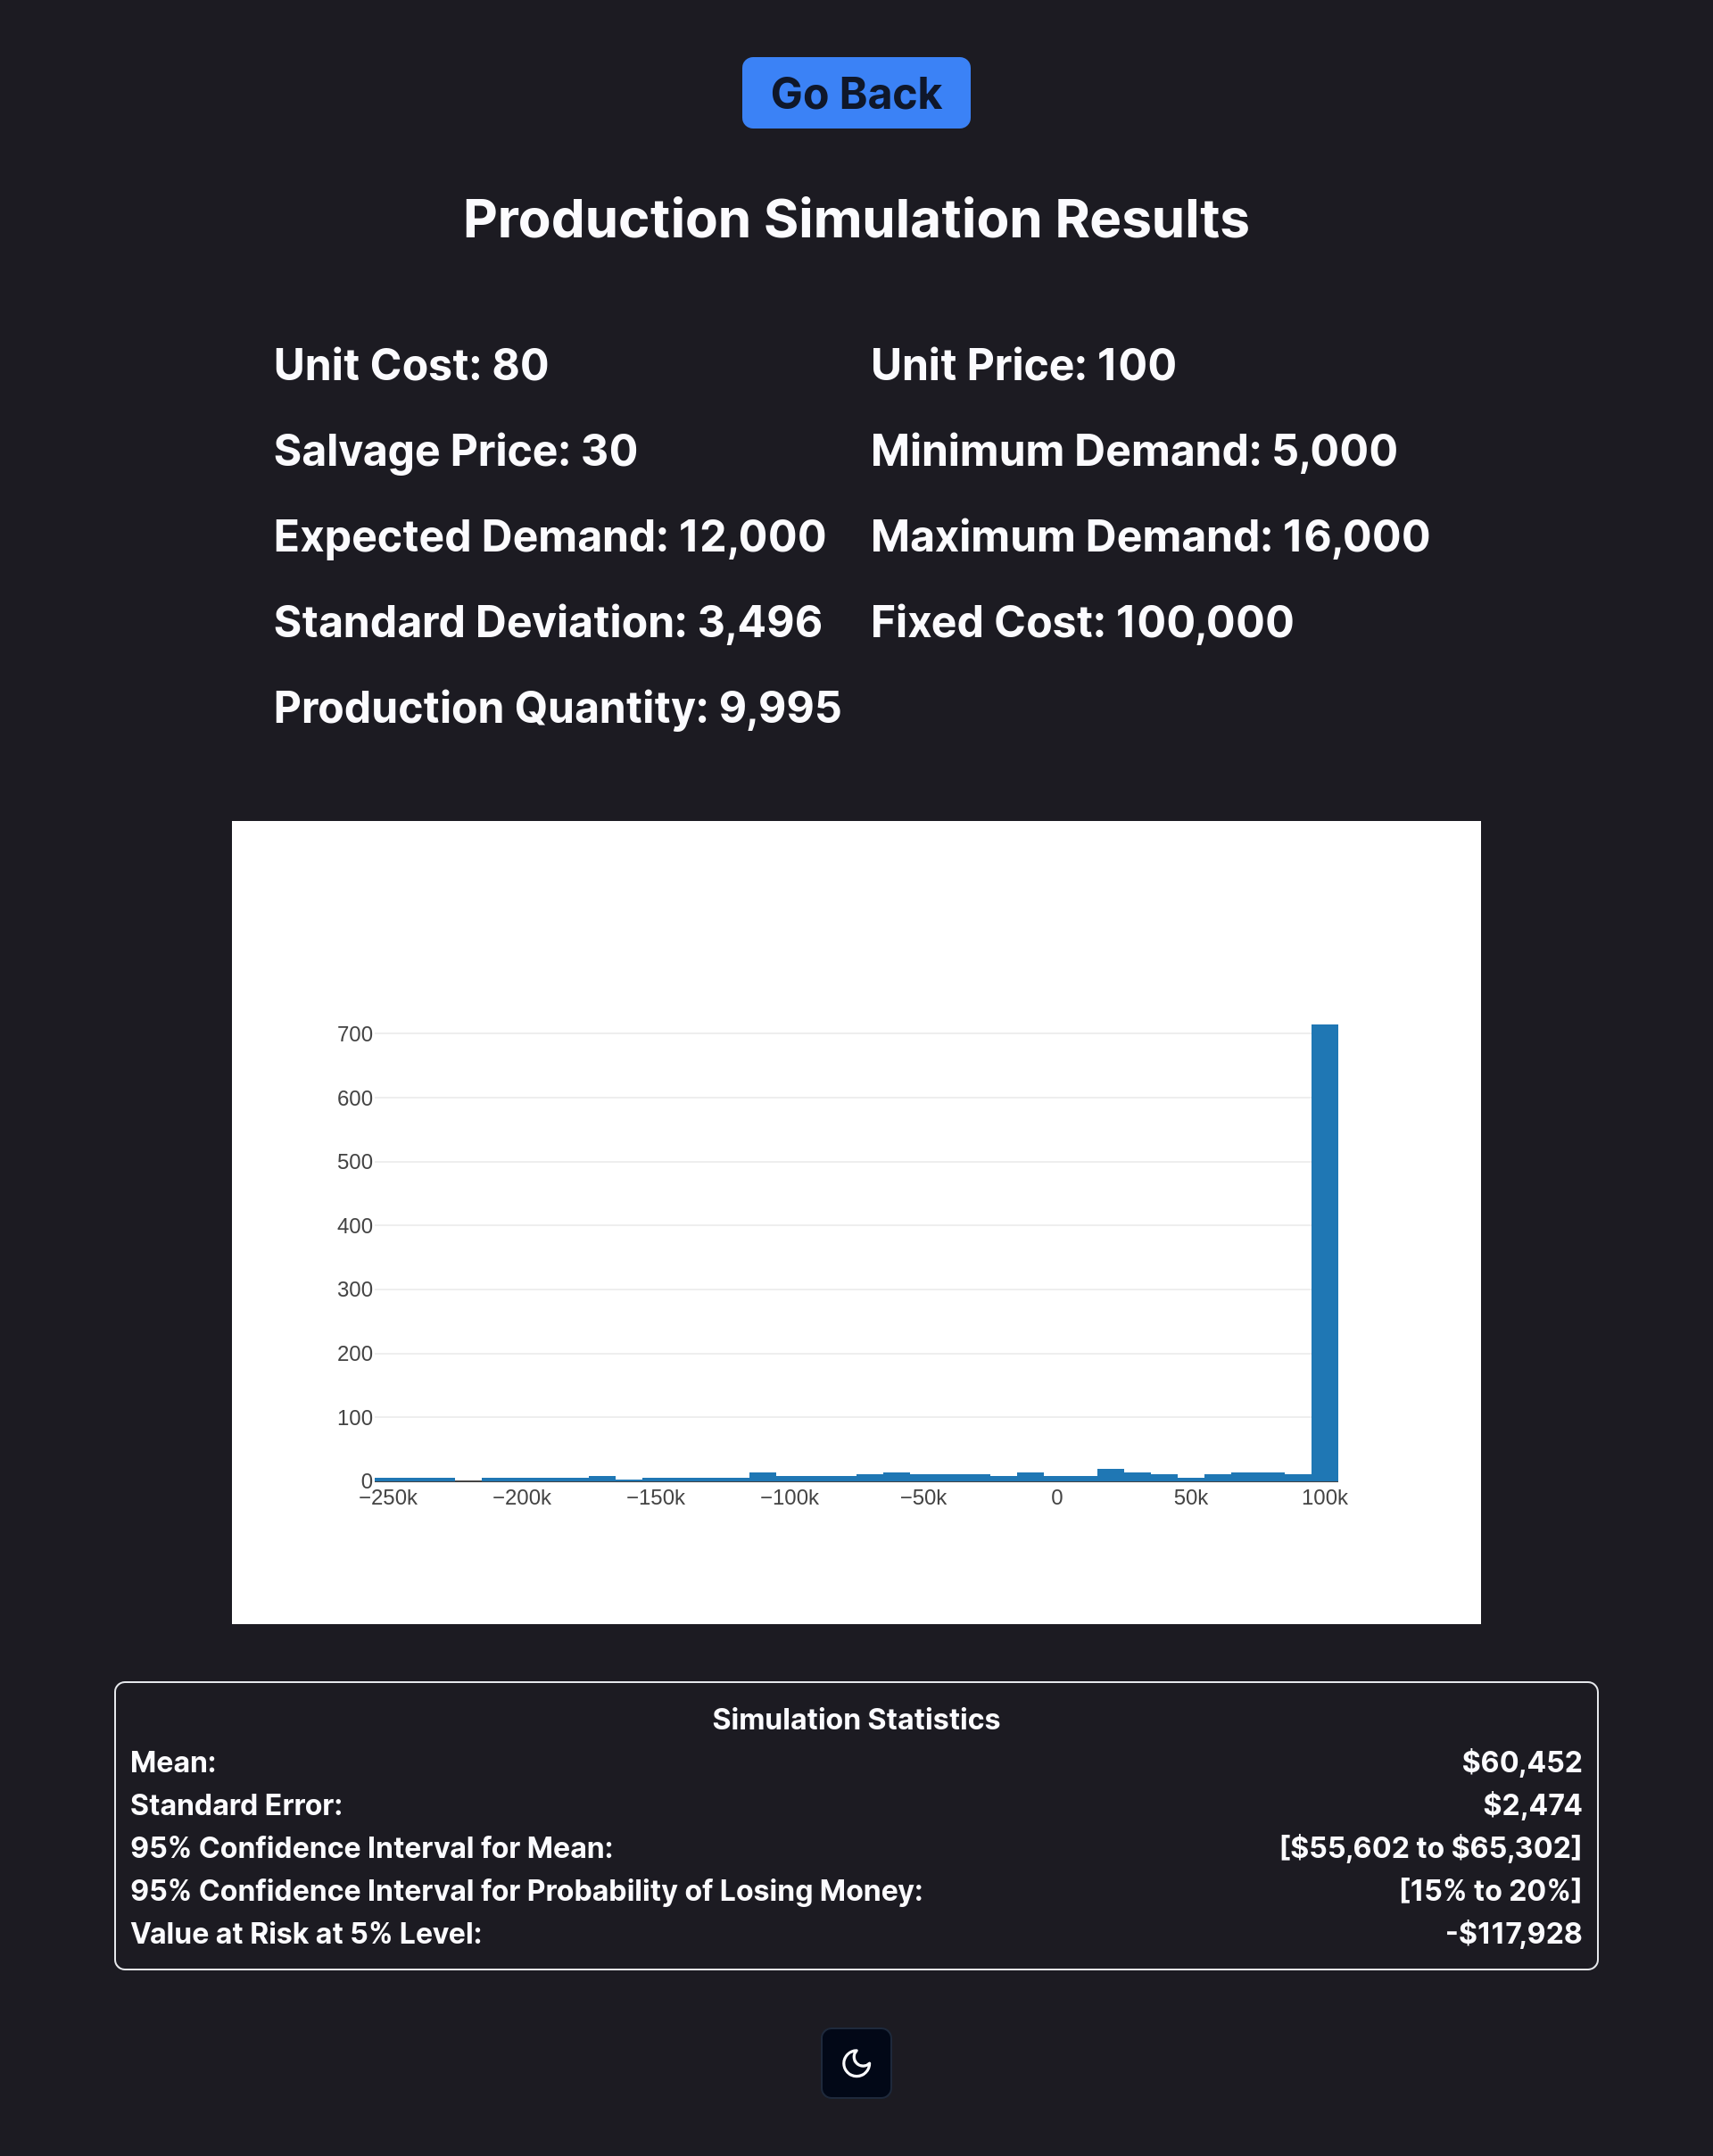 Go Back
Production Simulation Results
Unit Cost: 80
Unit Price: 100
Salvage Price: 30
Minimum Demand: 5,000
Expected Demand: 12,000
Maximum Demand: 16,000
Standard Deviation: 3,496
Fixed Cost: 100,000
Production Quantity: 9,995
700
600
500
400
300
200
100
0
−250k −200k −150k −100k −50k 0 50k 100k
Simulation Statistics
Mean: $60,452
Standard Error: $2,474
95% Confidence Interval for Mean: [$55,602 to $65,302]
95% Confidence Interval for Probability of Losing Money: [15% to 20%]
Value at Risk at 5% Level: -$117,928